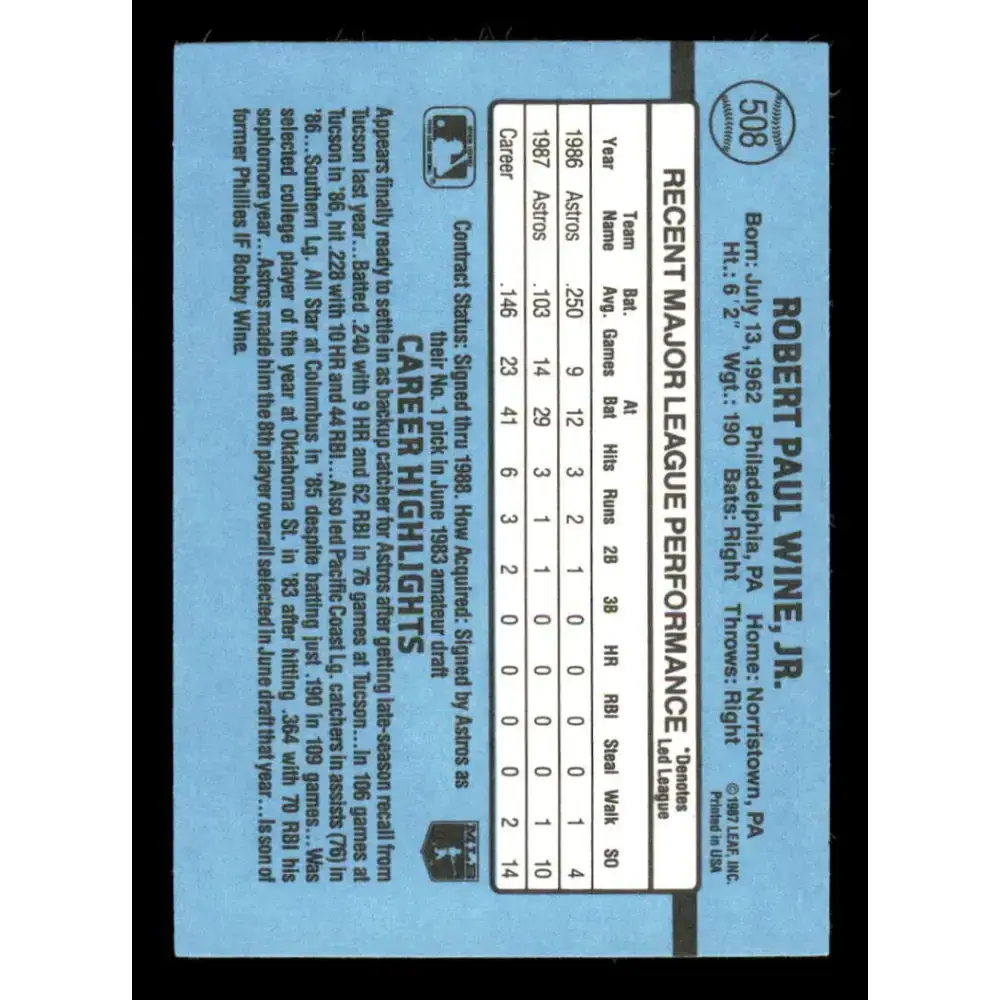 508
ROBERT PAUL WINE, JR.
Born: July 13, 1962 Philadelphia, PA Home: Norristown, PA
Ht.: 6'2" Wgt.: 190 Bats: Right Throws: Right
©1987 LEAF, INC.
Printed in USA
RECENT MAJOR LEAGUE PERFORMANCE *Denotes Led League
Year Team Name Bat. Avg. Games At Bat Hits Runs 2B 3B HR RBI Steal Walk SO
1986 Astros .250 9 12 3 2 1 0 0 0 0 1 4
1987 Astros .103 14 29 3 1 1 0 0 0 0 1 10
Career .146 23 41 6 3 2 0 0 0 0 2 14
Contract Status: Signed thru 1988. How Acquired: Signed by Astros as
their No. 1 pick in June 1983 amateur draft
MLB
CAREER HIGHLIGHTS
Appears finally ready to settle in as backup catcher for Astros after getting late-season recall from
Tucson last year...Batted .240 with 9 HR and 62 RBI in 76 games at Tucson...In 106 games at
Tucson in '86, hit .228 with 10 HR and 44 RBI...Also led Pacific Coast Lg. catchers in assists (76) in
'86...Southern Lg. All Star at Columbus in '85 despite batting just .190 in 109 games...Was
selected college player of the year at Oklahoma St. in '83 after hitting .364 with 70 RBI his
sophomore year...Astros made him the 8th player overall selected in June draft that year...Is son of
former Phillies IF Bobby Wine.